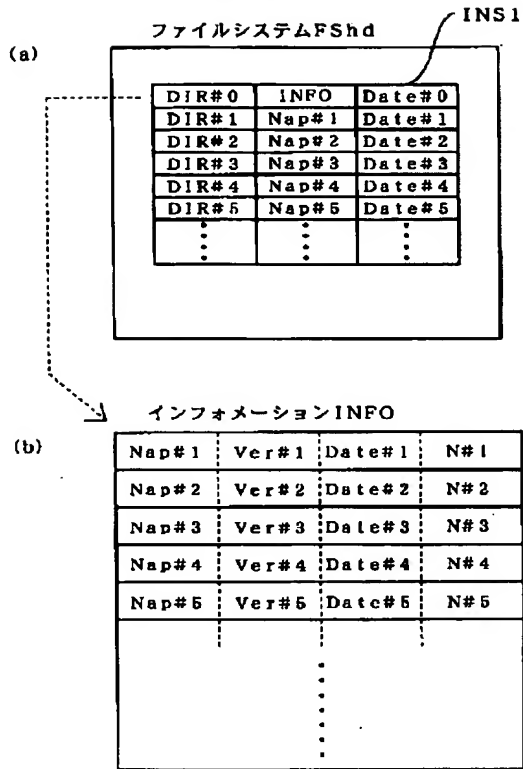 INS1
ファイルシステムFShd
(a)
DIR#0 INFO Date#0
DIR#1 Nap#1 Date#1
DIR#2 Nap#2 Date#2
DIR#3 Nap#3 Date#3
DIR#4 Nap#4 Date#4
DIR#5 Nap#5 Date#5
インフォメーションINFO
(b)
Nap#1 Ver#1 Date#1 N#1
Nap#2 Ver#2 Date#2 N#2
Nap#3 Ver#3 Date#3 N#3
Nap#4 Ver#4 Date#4 N#4
Nap#5 Ver#5 Date#5 N#5